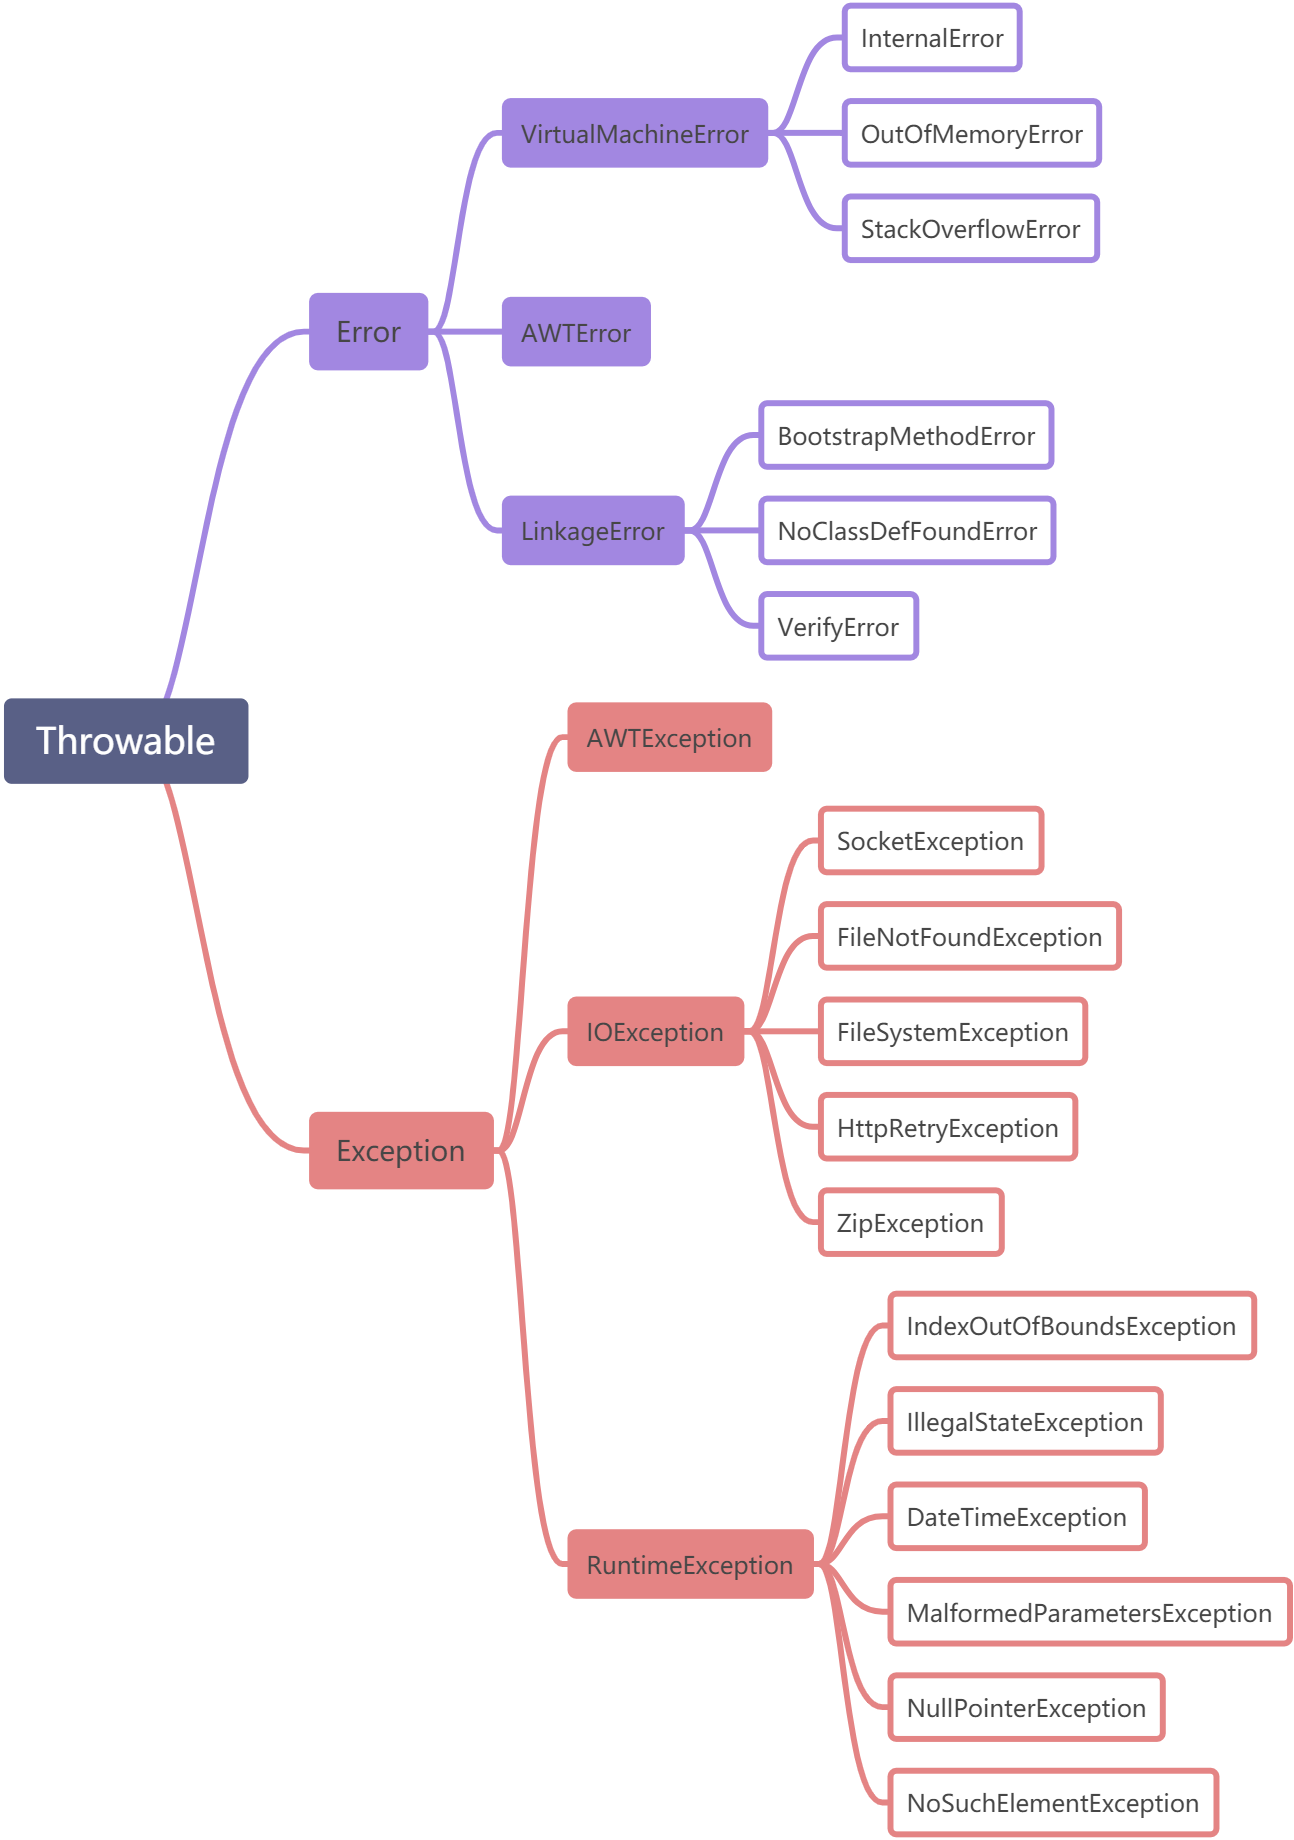 Throwable
Error
VirtualMachineError
InternalError
OutOfMemoryError
StackOverflowError
AWTError
LinkageError
BootstrapMethodError
NoClassDefFoundError
VerifyError
Exception
AWTException
IOException
SocketException
FileNotFoundException
FileSystemException
HttpRetryException
ZipException
RuntimeException
IndexOutOfBoundsException
IllegalStateException
DateTimeException
MalformedParametersException
NullPointerException
NoSuchElementException